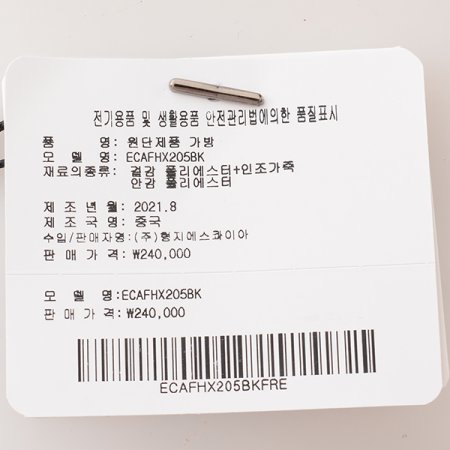 전기용품 및 생활용품 안전관리법에의한 품질표시
품 명: 원단제품 가방
모 델 명: ECAFHX205BK
재료의종류: 겉감 폴리에스터+인조가죽
안감 폴리에스터
제 조 년 월: 2021.8
제 조 국 명: 중국
수입/판매자명:(주)형지에스콰이아
판 매 가 격: ₩240,000
모 델 명:ECAFHX205BK
판 매 가 격: ₩240,000
ECAFHX205BKFRE